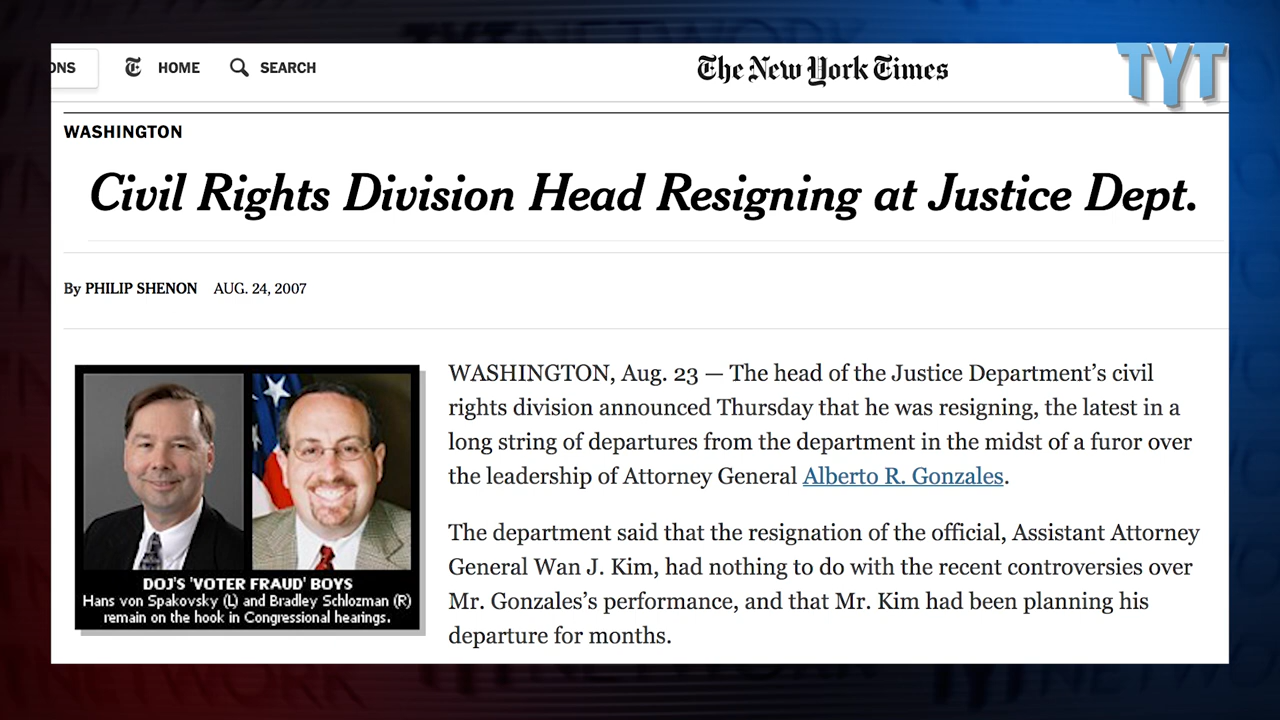 ONS
HOME
SEARCH
The New York Times
TYT
WASHINGTON
Civil Rights Division Head Resigning at Justice Dept.
By PHILIP SHENON AUG. 24, 2007
WASHINGTON, Aug. 23 — The head of the Justice Department’s civil
rights division announced Thursday that he was resigning, the latest in a
long string of departures from the department in the midst of a furor over
the leadership of Attorney General Alberto R. Gonzales.
The department said that the resignation of the official, Assistant Attorney
General Wan J. Kim, had nothing to do with the recent controversies over
Mr. Gonzales’s performance, and that Mr. Kim had been planning his
departure for months.
DOJ'S 'VOTER FRAUD' BOYS
Hans von Spakovsky (L) and Bradley Schlozman (R)
remain on the hook in Congressional hearings.